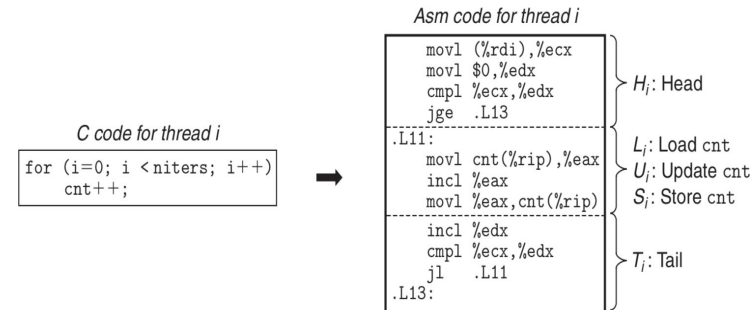 Asm code for thread i
movl (%rdi),%ecx
movl $0,%edx
cmpl %ecx,%edx
jge .L13
H_i: Head
C code for thread i
for (i=0; i <niters; i++)
cnt++;
.L11:
movl cnt(%rip),%eax
incl %eax
movl %eax,cnt(%rip)
L_i: Load cnt
U_i: Update cnt
S_i: Store cnt
incl %edx
cmpl %ecx,%edx
jl .L11
.L13:
T_i: Tail